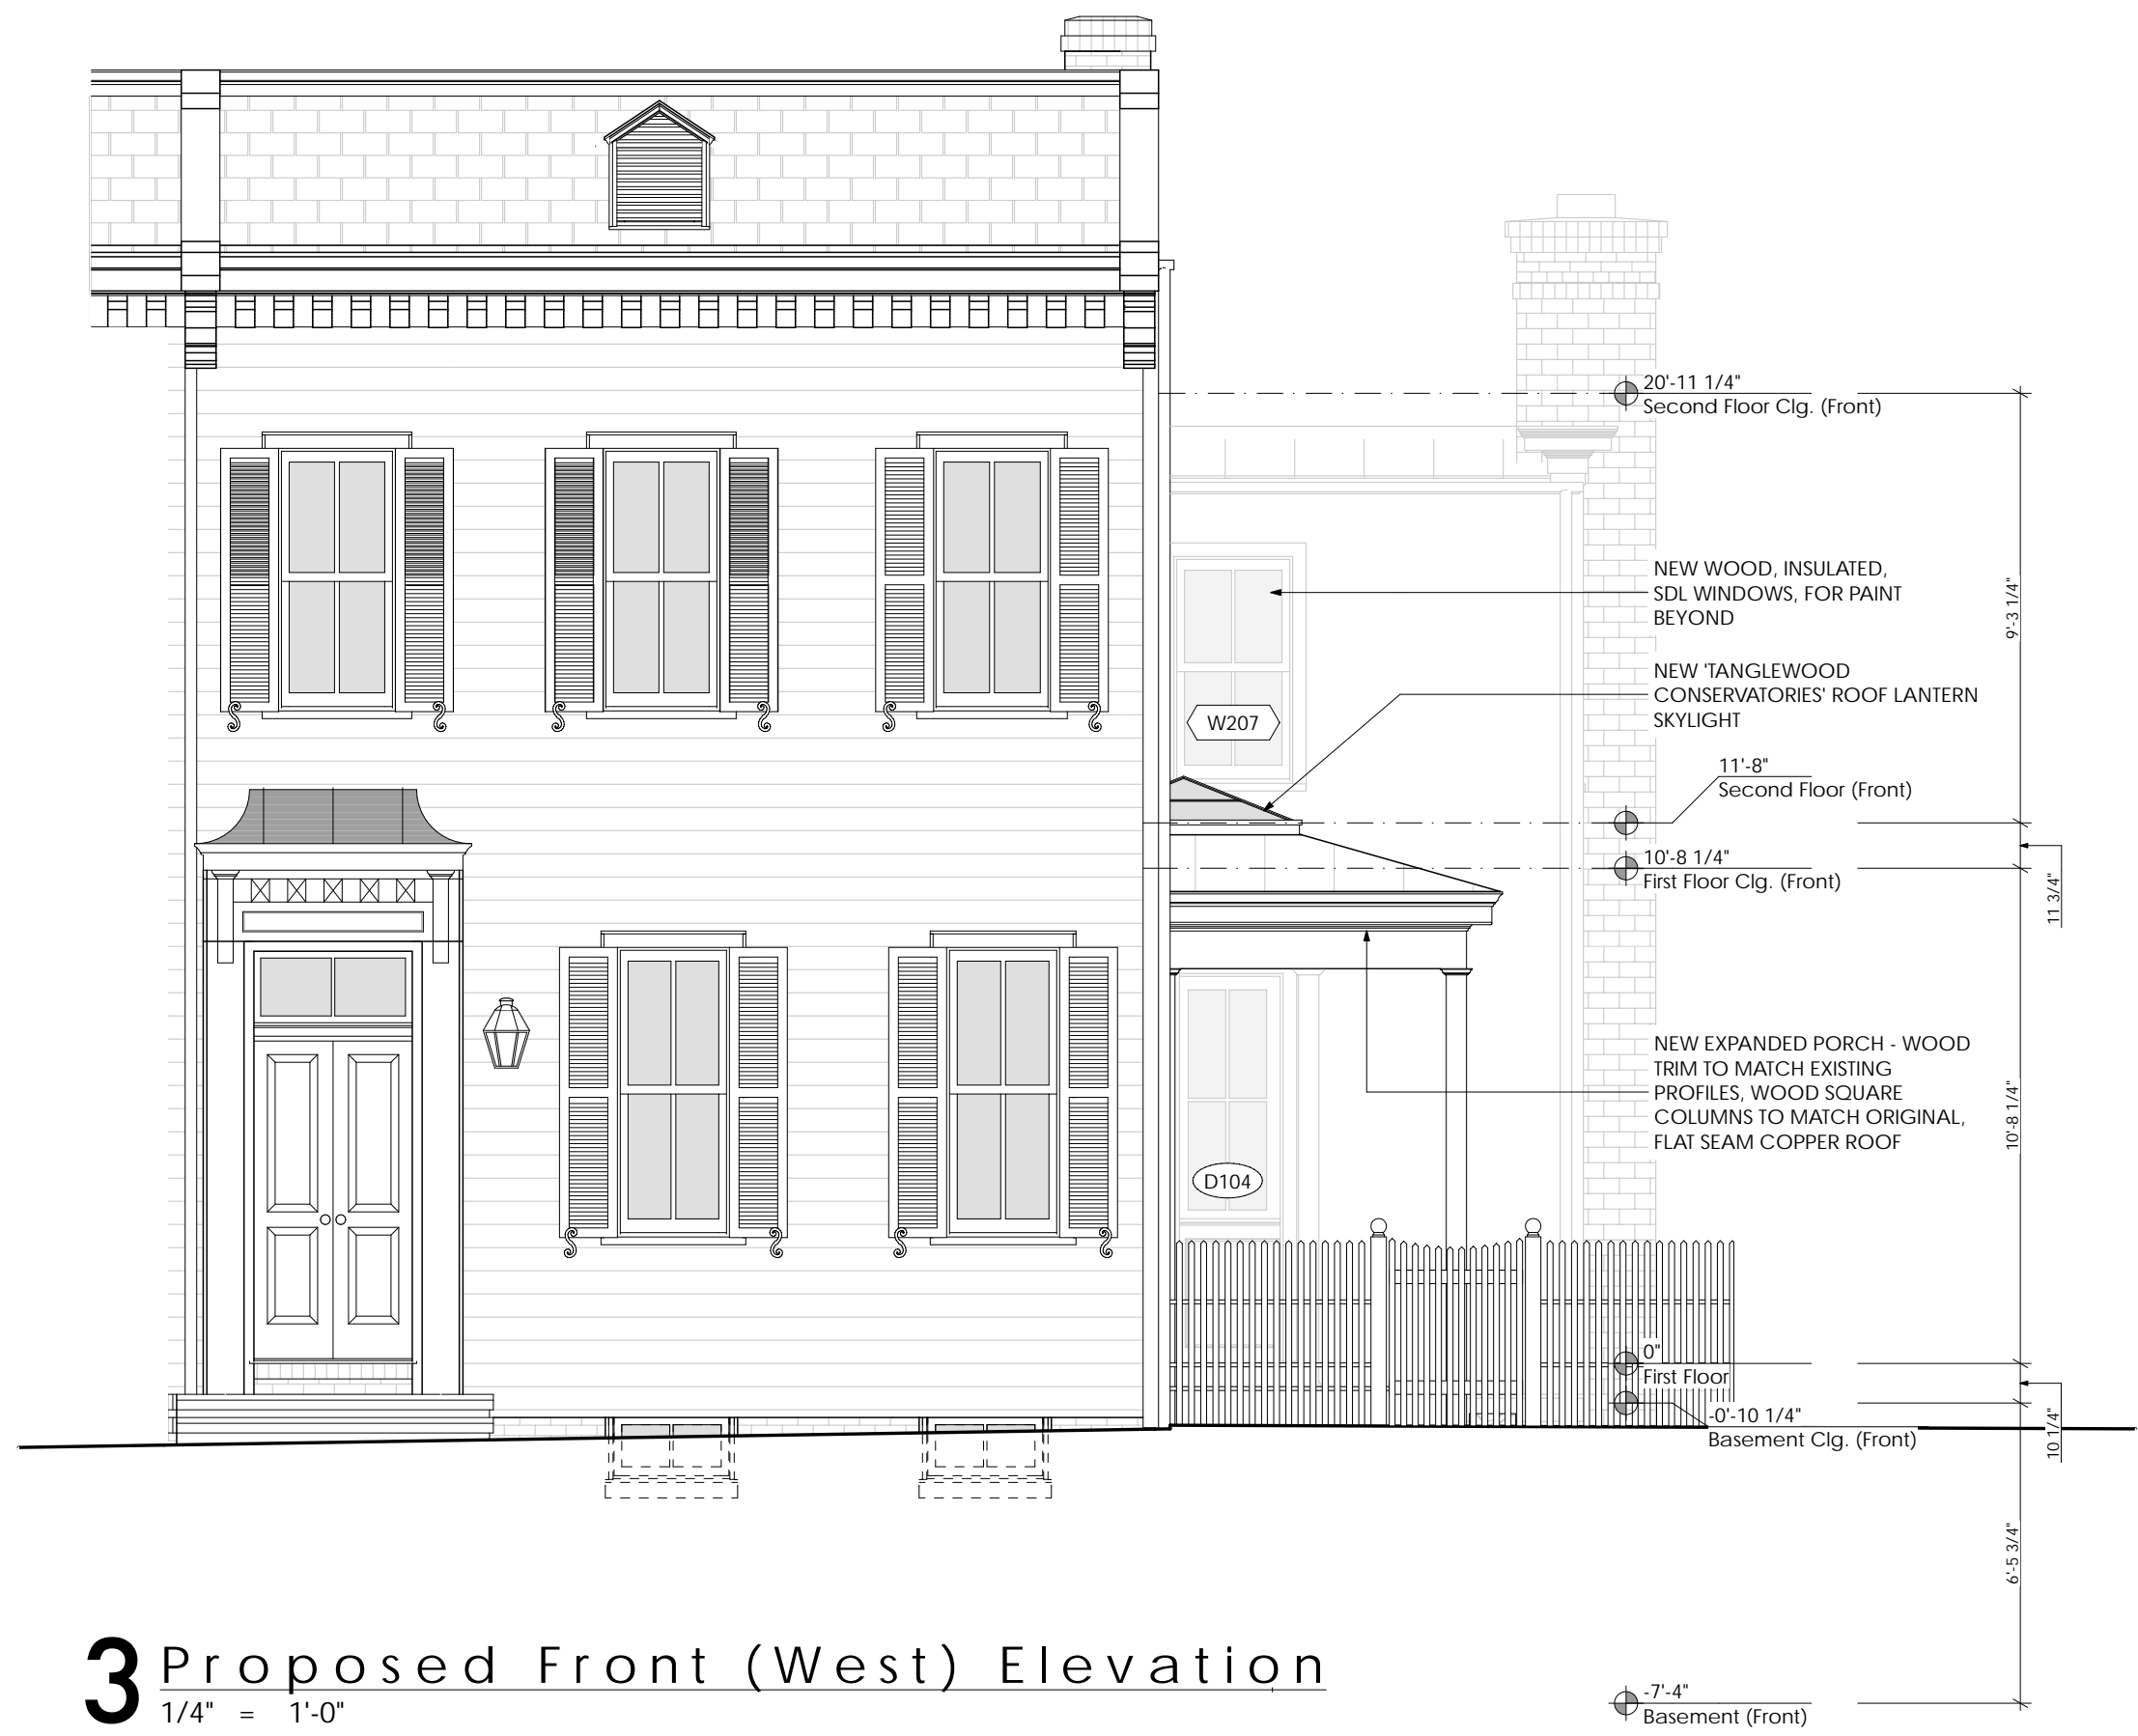 20'-11 1/4"
Second Floor Clg. (Front)
NEW WOOD, INSULATED,
SDL WINDOWS, FOR PAINT
BEYOND
9'-3 1/4"
NEW 'TANGLEWOOD
CONSERVATORIES' ROOF LANTERN
SKYLIGHT
W207
11'-8"
Second Floor (Front)
10'-8 1/4"
First Floor Clg. (Front)
11 3/4"
NEW EXPANDED PORCH - WOOD
TRIM TO MATCH EXISTING
PROFILES, WOOD SQUARE
COLUMNS TO MATCH ORIGINAL,
FLAT SEAM COPPER ROOF
10'-8 1/4"
D104
0"
First Floor
-0'-10 1/4"
Basement Clg. (Front)
10 1/4"
6'-5 3/4"
3 Proposed Front (West) Elevation
1/4" = 1'-0"
-7'-4"
Basement (Front)